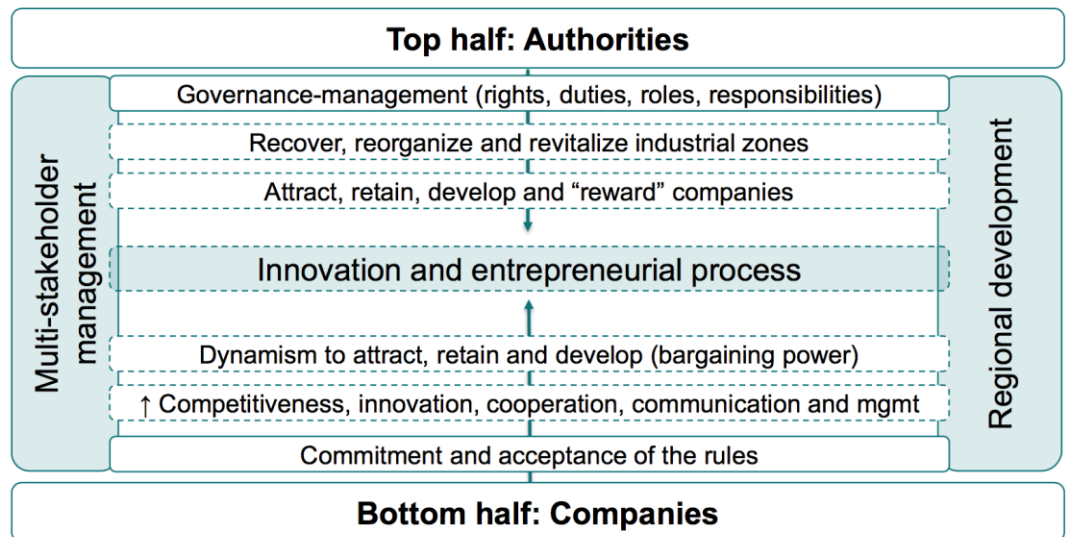 Top half: Authorities
Governance-management (rights, duties, roles, responsibilities)
Recover, reorganize and revitalize industrial zones
Attract, retain, develop and “reward” companies
Multi-stakeholder
management
Innovation and entrepreneurial process
Regional development
Dynamism to attract, retain and develop (bargaining power)
↑ Competitiveness, innovation, cooperation, communication and mgmt
Commitment and acceptance of the rules
Bottom half: Companies